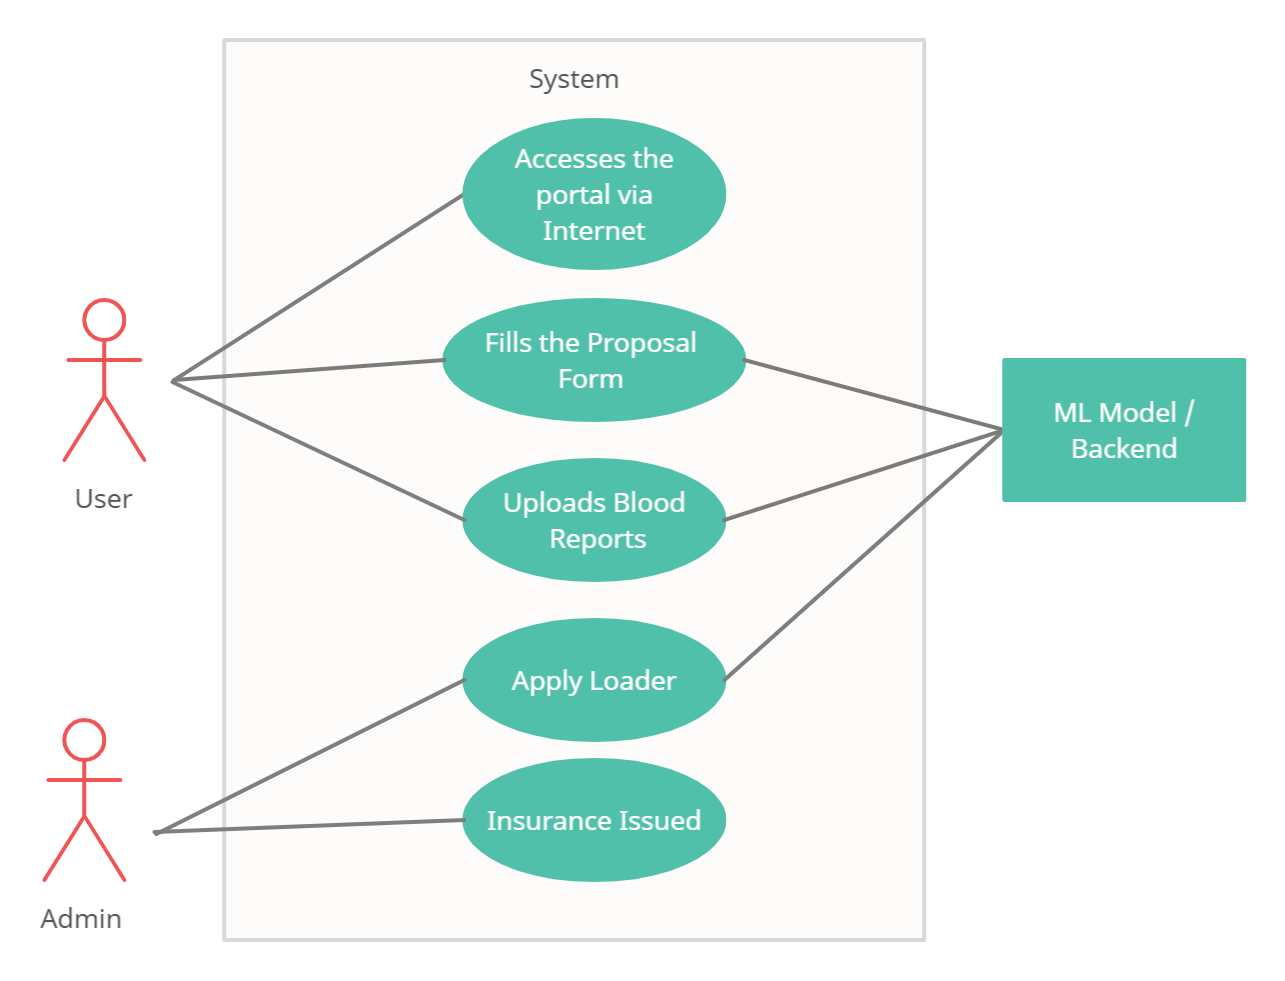 System
Accesses the
portal via
Internet
Fills the Proposal
Form
Uploads Blood
Reports
Apply Loader
Insurance Issued
User
Admin
ML Model /
Backend